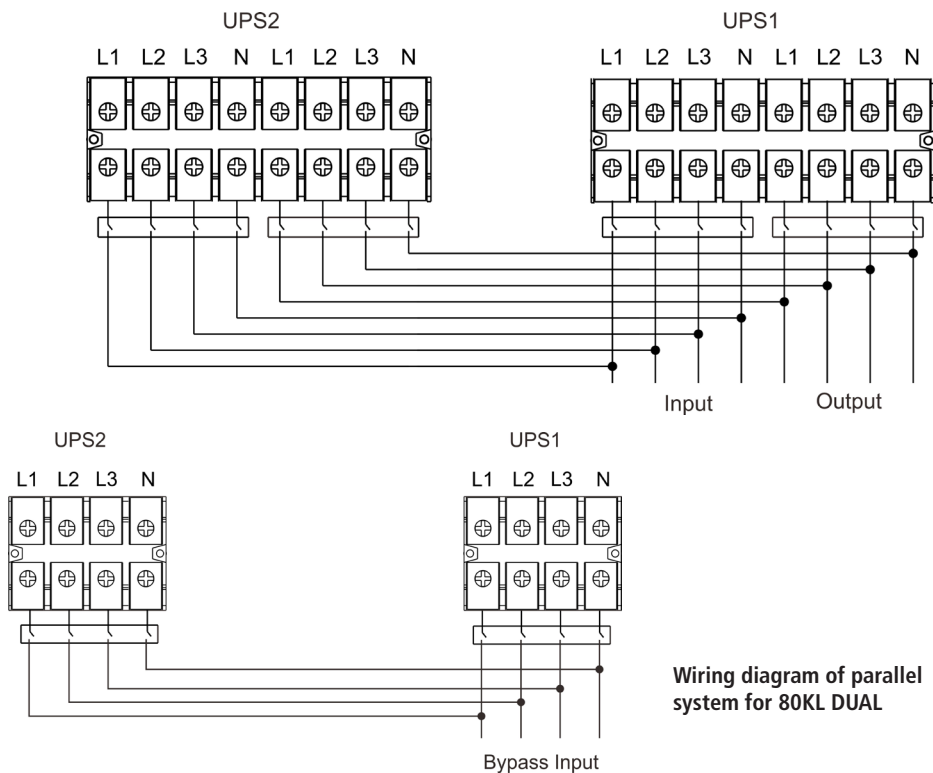 UPS2 UPS1
L1 L2 L3 N L1 L2 L3 N L1 L2 L3 N L1 L2 L3 N
Input Output
UPS2 UPS1
L1 L2 L3 N L1 L2 L3 N
Wiring diagram of parallel
system for 80KL DUAL
Bypass Input